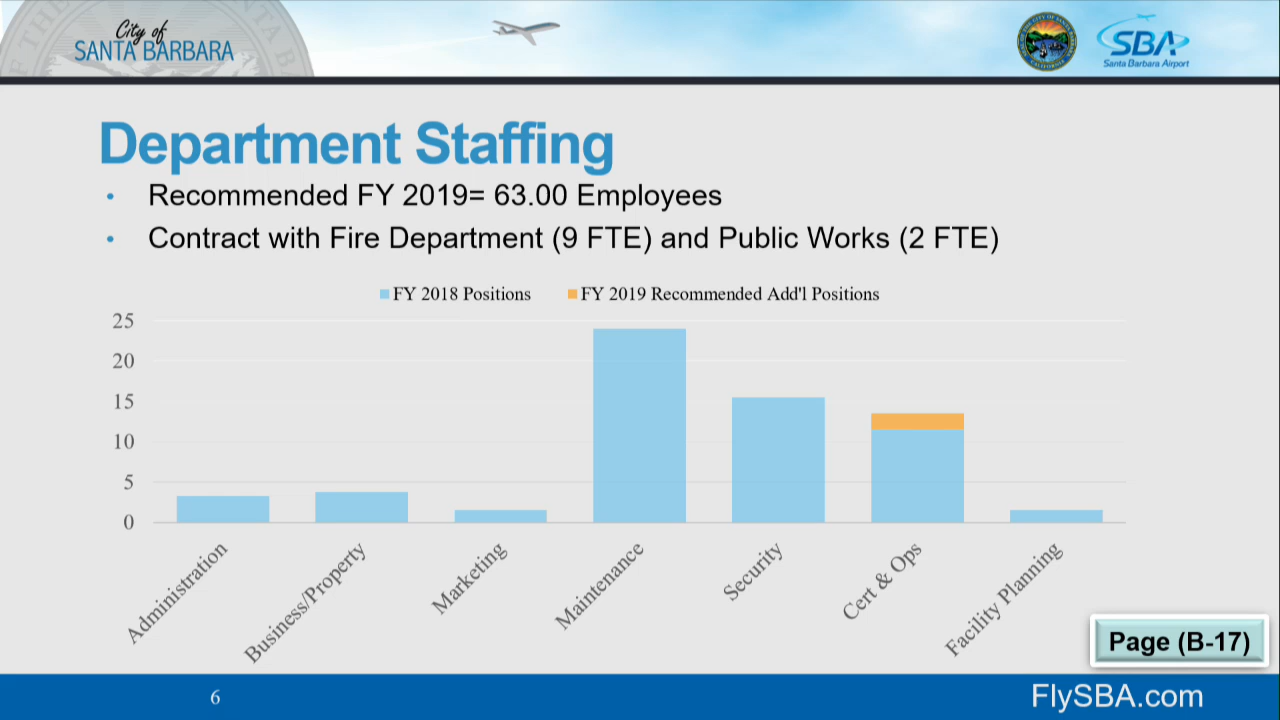 City of
SANTA BARBARA
SBA
Santa Barbara Airport
Department Staffing
• Recommended FY 2019= 63.00 Employees
• Contract with Fire Department (9 FTE) and Public Works (2 FTE)
FY 2018 Positions FY 2019 Recommended Add'l Positions
25
20
15
10
5
0
Administration
Business/Property
Marketing
Maintenance
Security
Cert & Ops
Facility Planning
Page (B-17)
6
FlySBA.com